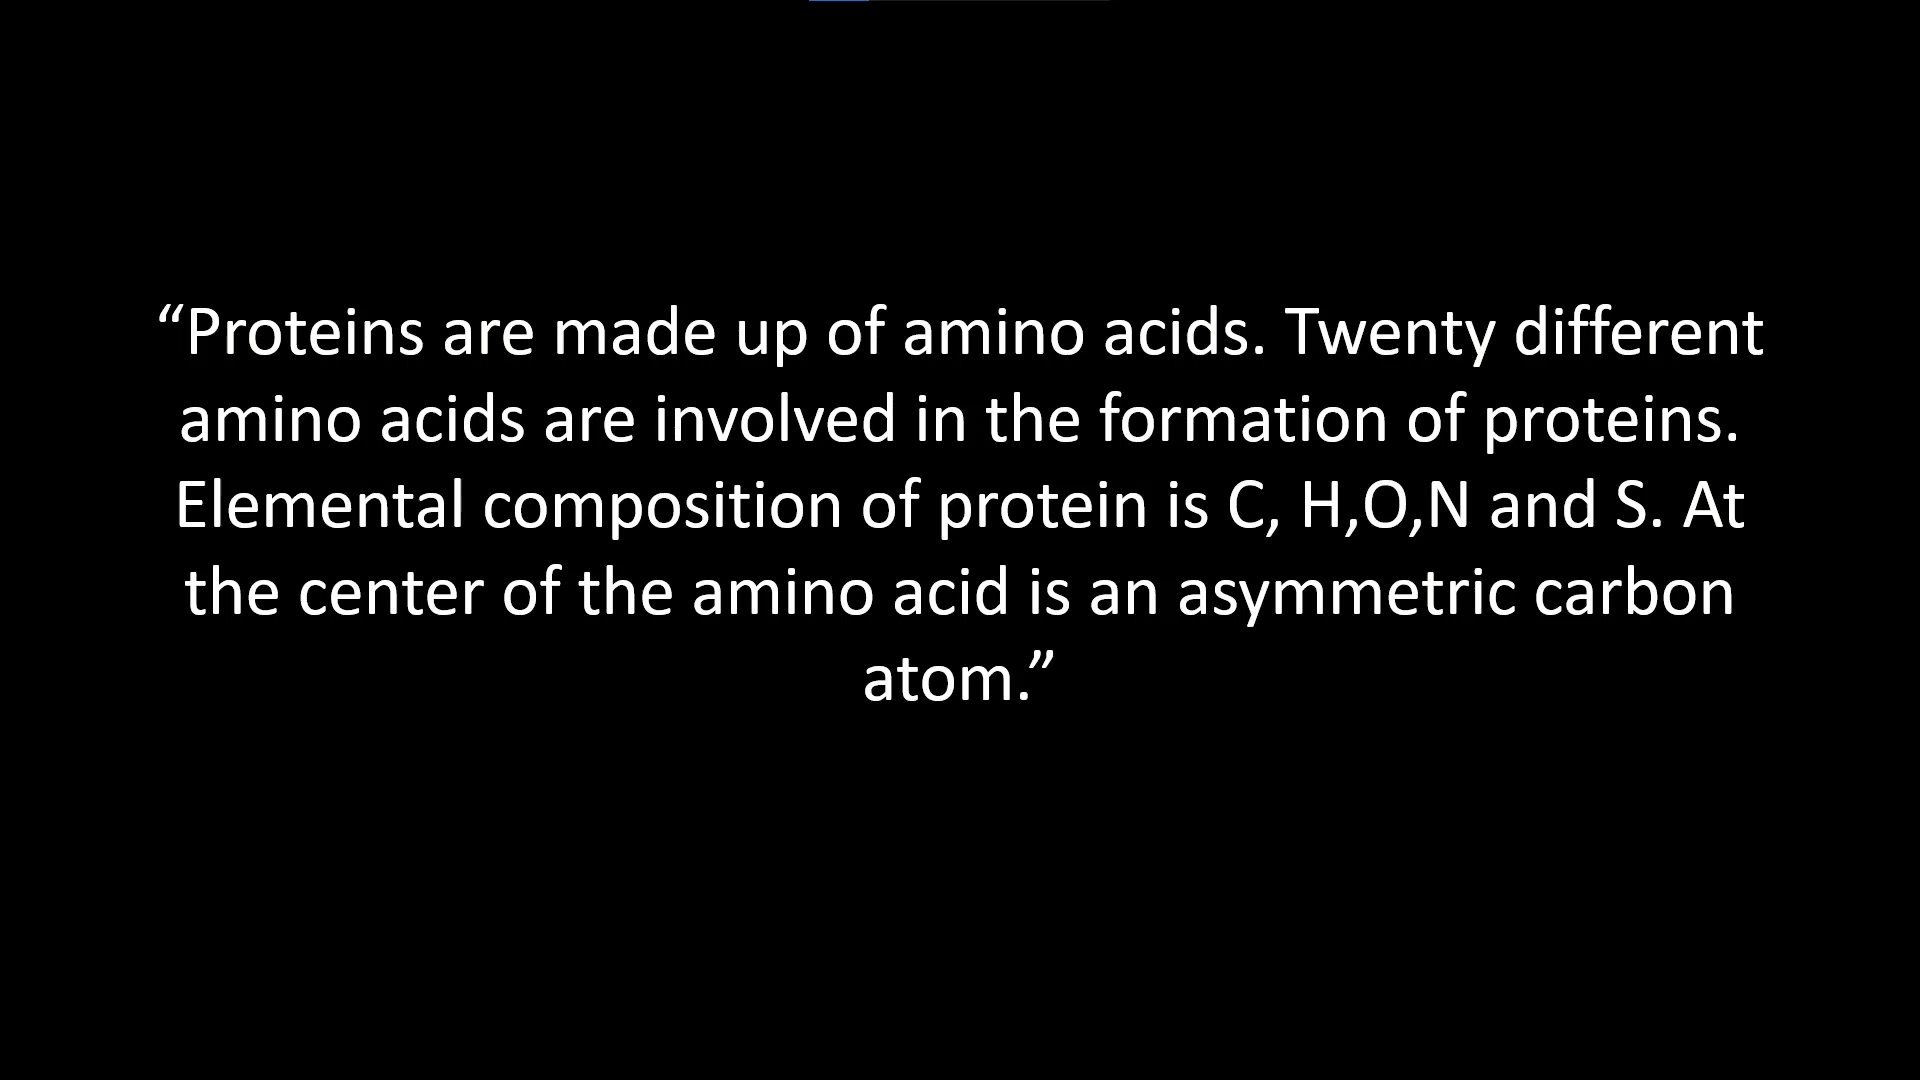 “Proteins are made up of amino acids. Twenty different
amino acids are involved in the formation of proteins.
Elemental composition of protein is C, H,O,N and S. At
the center of the amino acid is an asymmetric carbon
atom.”